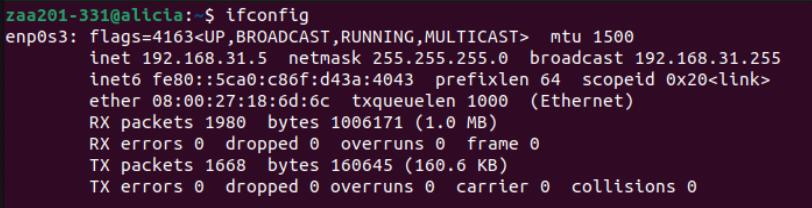 zaa201-331@alicia:~$ ifconfig
enp0s3: flags=4163<UP,BROADCAST,RUNNING,MULTICAST>  mtu 1500
        inet 192.168.31.5  netmask 255.255.255.0  broadcast 192.168.31.255
        inet6 fe80::5ca0:c86f:d43a:4043  prefixlen 64  scopeid 0x20<link>
        ether 08:00:27:18:6d:6c  txqueuelen 1000  (Ethernet)
        RX packets 1980  bytes 1006171 (1.0 MB)
        RX errors 0  dropped 0  overruns 0  frame 0
        TX packets 1668  bytes 160645 (160.6 KB)
        TX errors 0  dropped 0 overruns 0  carrier 0  collisions 0